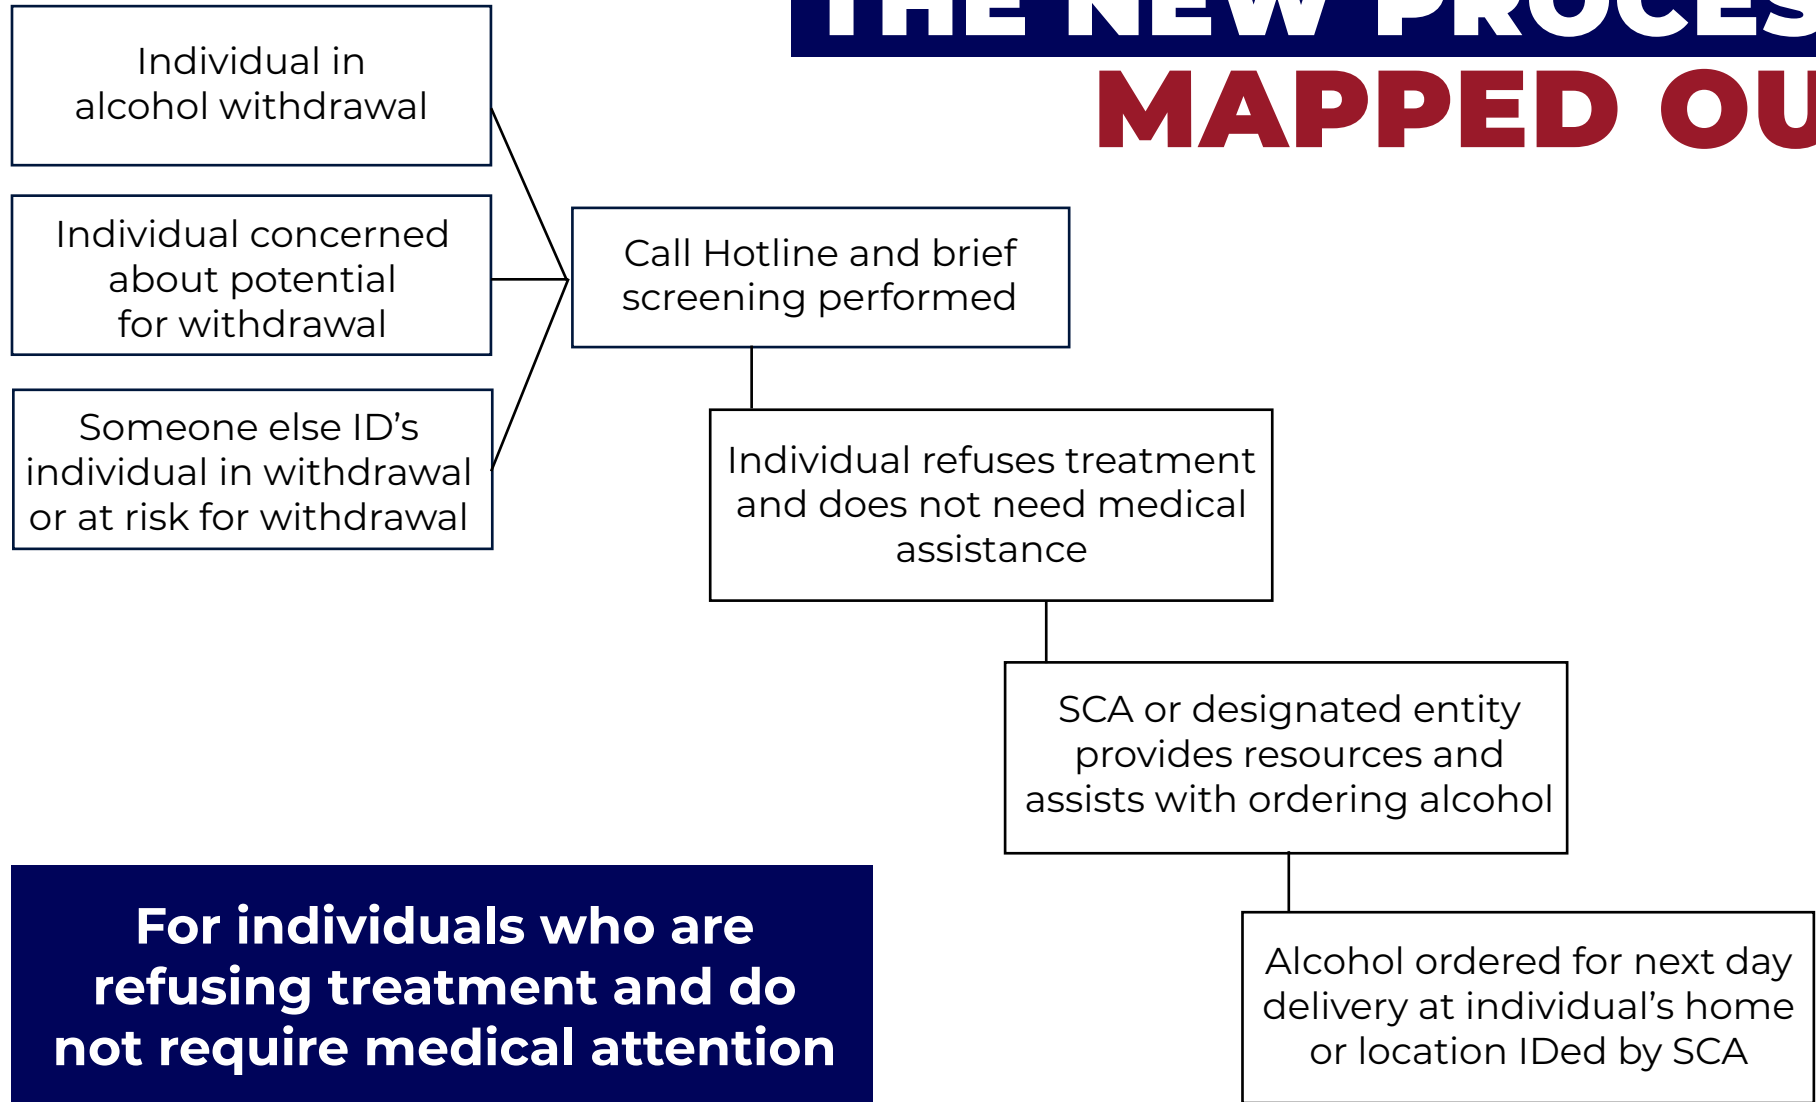 THE NEW PROCES
MAPPED OU
Individual in
alcohol withdrawal
Individual concerned
about potential
for withdrawal
Someone else ID’s
individual in withdrawal
or at risk for withdrawal
Call Hotline and brief
screening performed
Individual refuses treatment
and does not need medical
assistance
SCA or designated entity
provides resources and
assists with ordering alcohol
Alcohol ordered for next day
delivery at individual’s home
or location IDed by SCA
For individuals who are
refusing treatment and do
not require medical attention